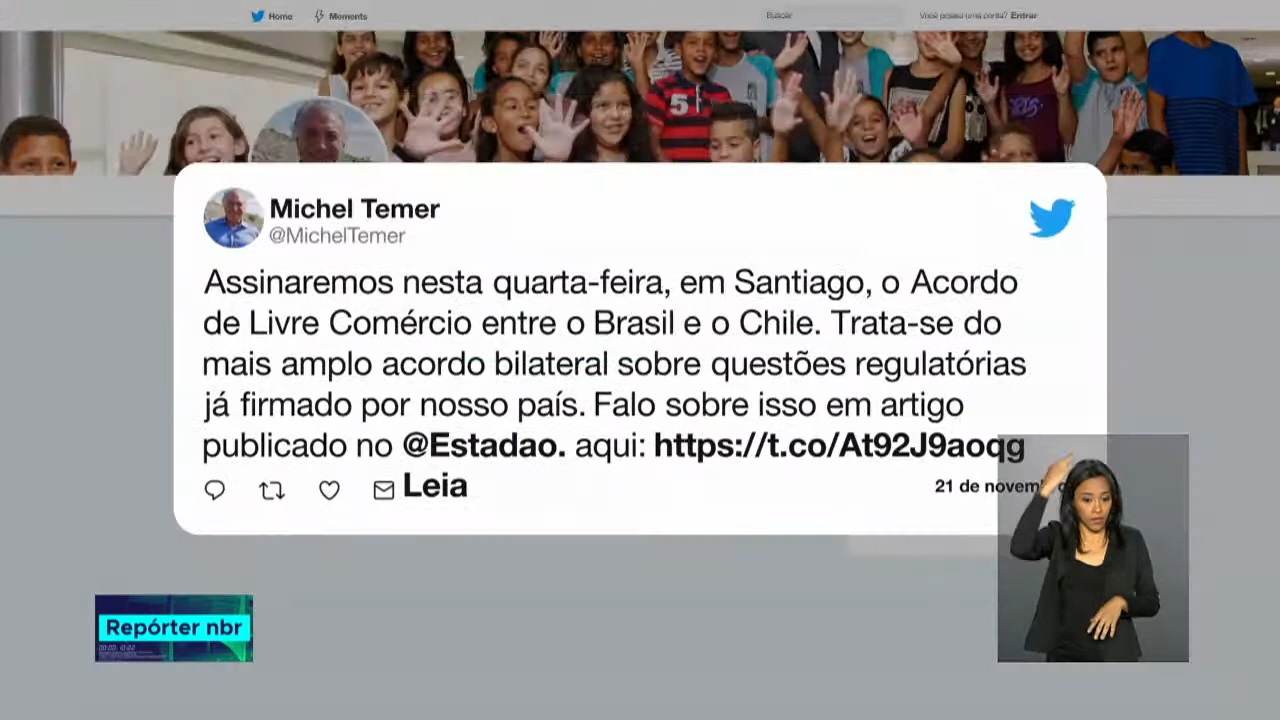 Home Moments Buscar Você possui uma conta? Entrar
5
Michel Temer
@MichelTemer
Assinaremos nesta quarta-feira, em Santiago, o Acordo
de Livre Comércio entre o Brasil e o Chile. Trata-se do
mais amplo acordo bilateral sobre questões regulatórias
já firmado por nosso país. Falo sobre isso em artigo
publicado no @Estadao. aqui: https://t.co/At92J9aoqg
Leia
21 de novem
Repórter nbr